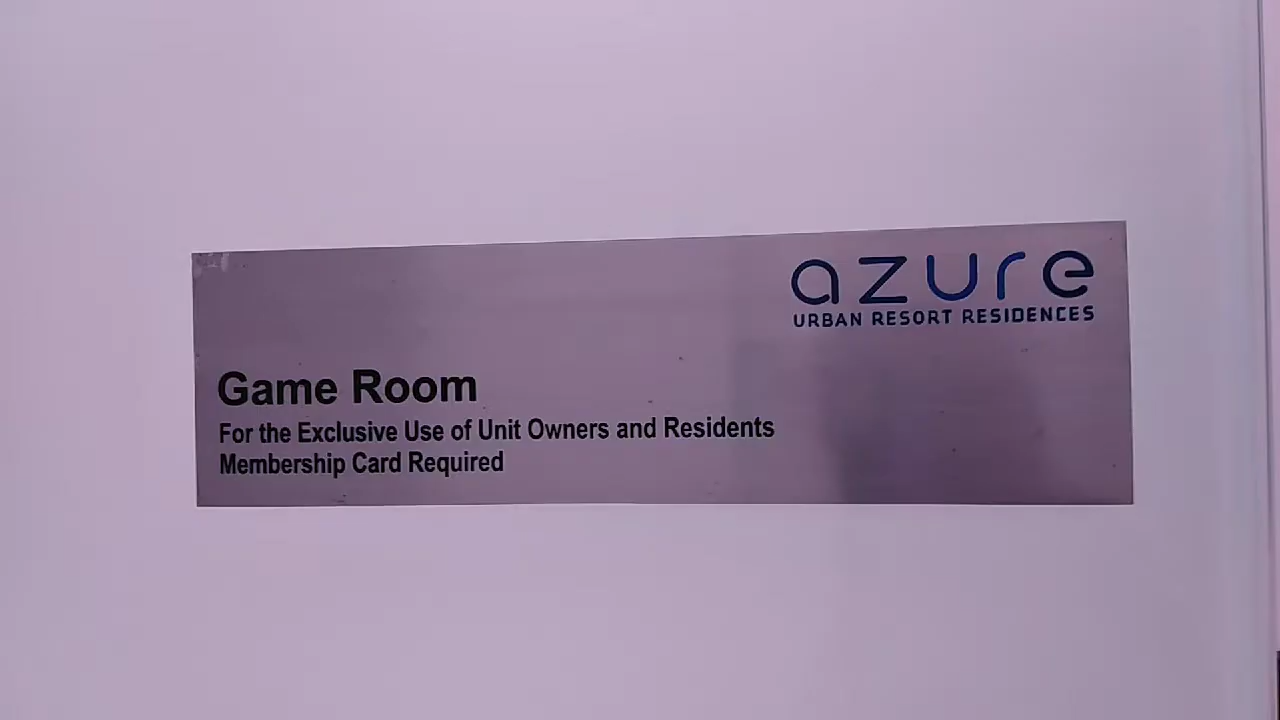 azure
URBAN RESORT RESIDENCES
Game Room
For the Exclusive Use of Unit Owners and Residents
Membership Card Required